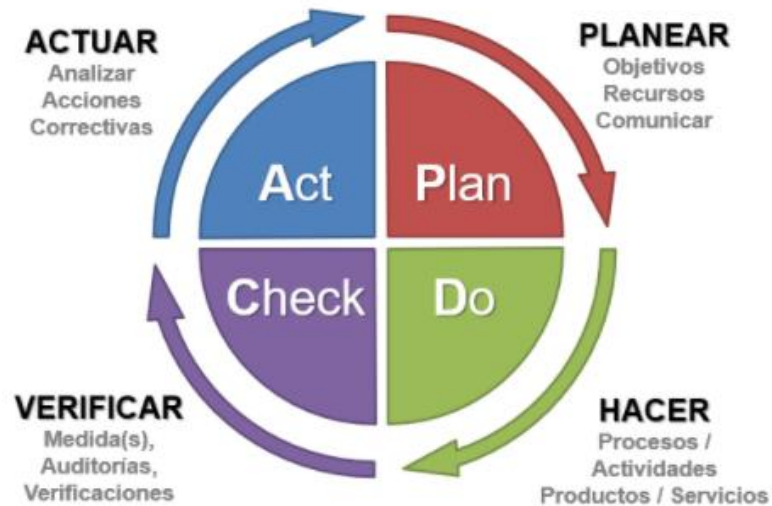 ACTUAR
Analizar
Acciones
Correctivas
PLANEAR
Objetivos
Recursos
Comunicar
Act
Plan
Check
Do
VERIFICAR
Medida(s),
Auditorías,
Verificaciones
HACER
Procesos /
Actividades
Productos / Servicios